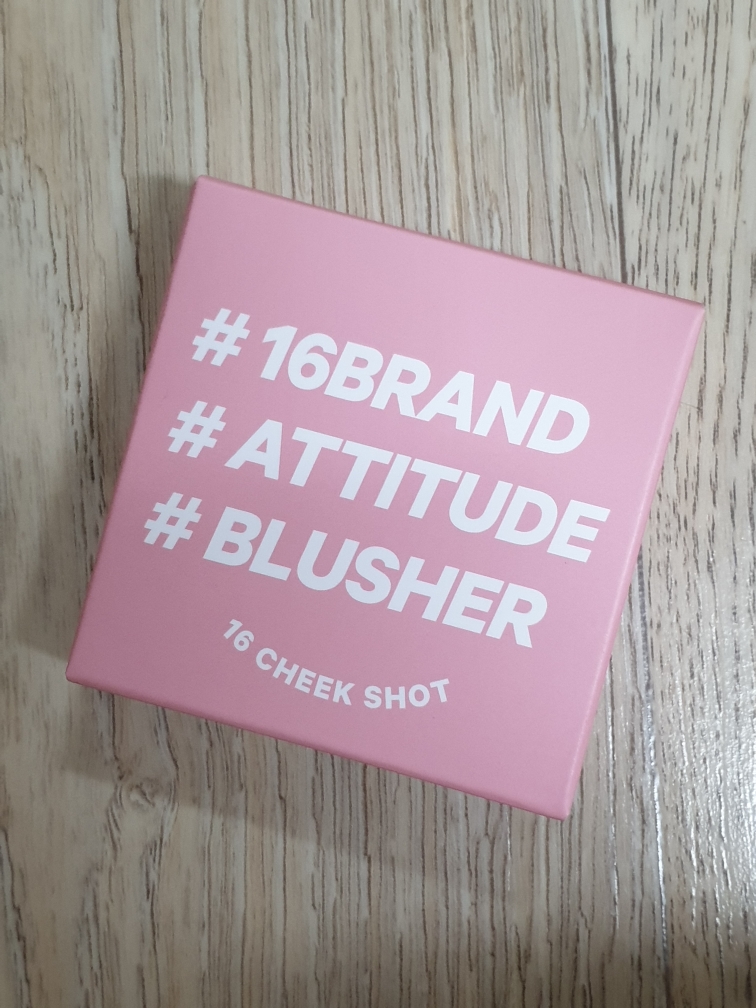 # 16BRAND
# ATTITUDE
# BLUSHER
16 CHEEK SHOT